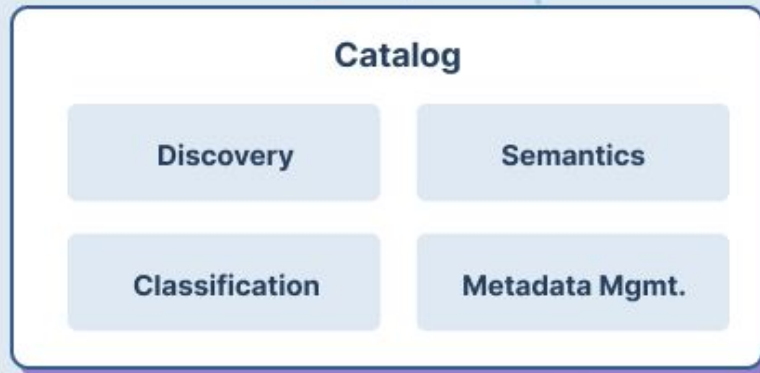 Catalog
Discovery
Semantics
Classification
Metadata Mgmt.